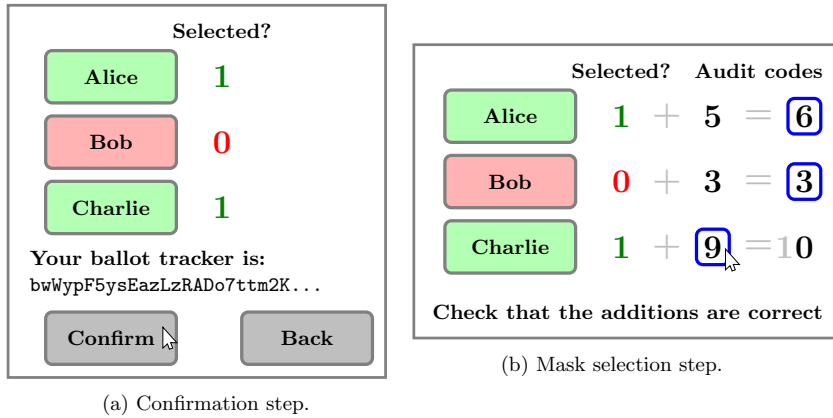 Selected?
Alice 1
Bob 0
Charlie 1
Your ballot tracker is:
bwWypF5ysEazLzRADo7ttm2K...
Confirm Back
(a) Confirmation step.
Selected? Audit codes
Alice 1 + 5 = 6
Bob 0 + 3 = 3
Charlie 1 + 9 = 10
Check that the additions are correct
(b) Mask selection step.